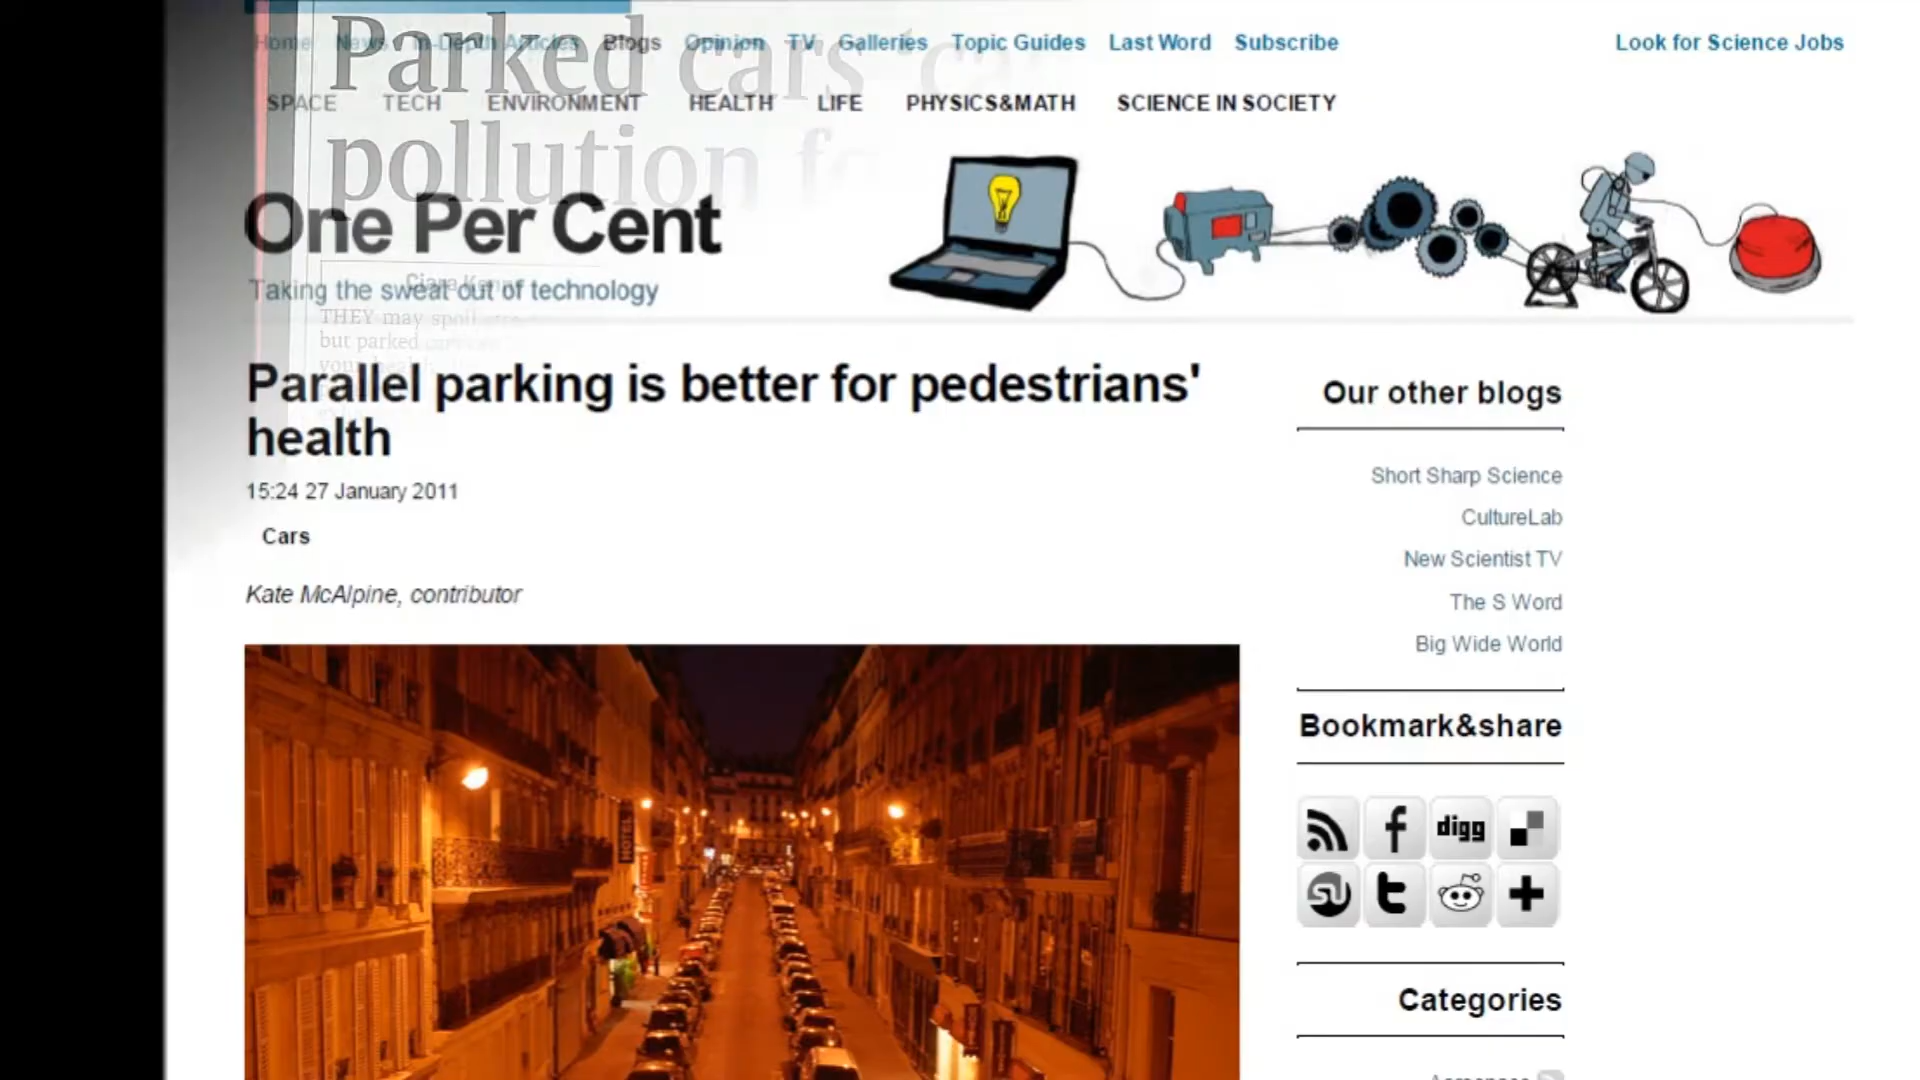 Home News In-Depth Articles Blogs Opinion TV Galleries Topic Guides Last Word Subscribe Look for Science Jobs
SPACE TECH ENVIRONMENT HEALTH LIFE PHYSICS&MATH SCIENCE IN SOCIETY
Parked cars
pollution
One Per Cent
Taking the sweat out of technology
THEY may
but parked
Parallel parking is better for pedestrians'
health
15:24 27 January 2011
Cars
Kate McAlpine, contributor
HOTEL
Our other blogs
Short Sharp Science
CultureLab
New Scientist TV
The S Word
Big Wide World
Bookmark&share
digg
Categories